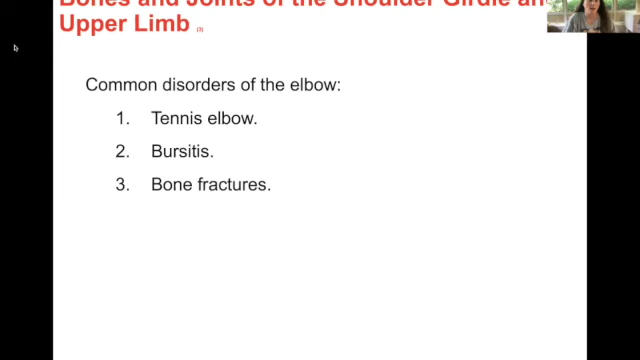 Bones and Joints of the Shoulder Girdle an
Upper Limb (3)
Common disorders of the elbow:
1. Tennis elbow.
2. Bursitis.
3. Bone fractures.